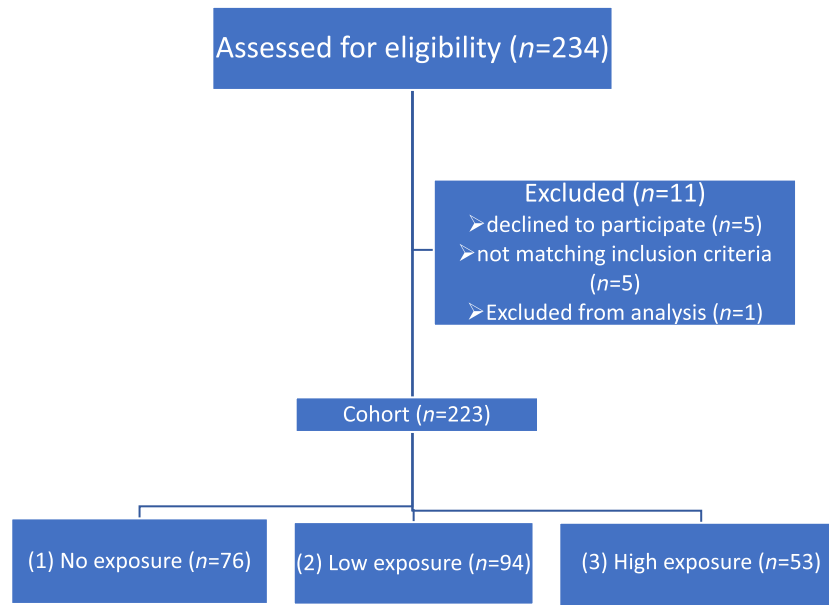 Assessed for eligibility (n=234)
Excluded (n=11)
➢declined to participate (n=5)
➢not matching inclusion criteria
(n=5)
➢Excluded from analysis (n=1)
Cohort (n=223)
(1) No exposure (n=76)
(2) Low exposure (n=94)
(3) High exposure (n=53)